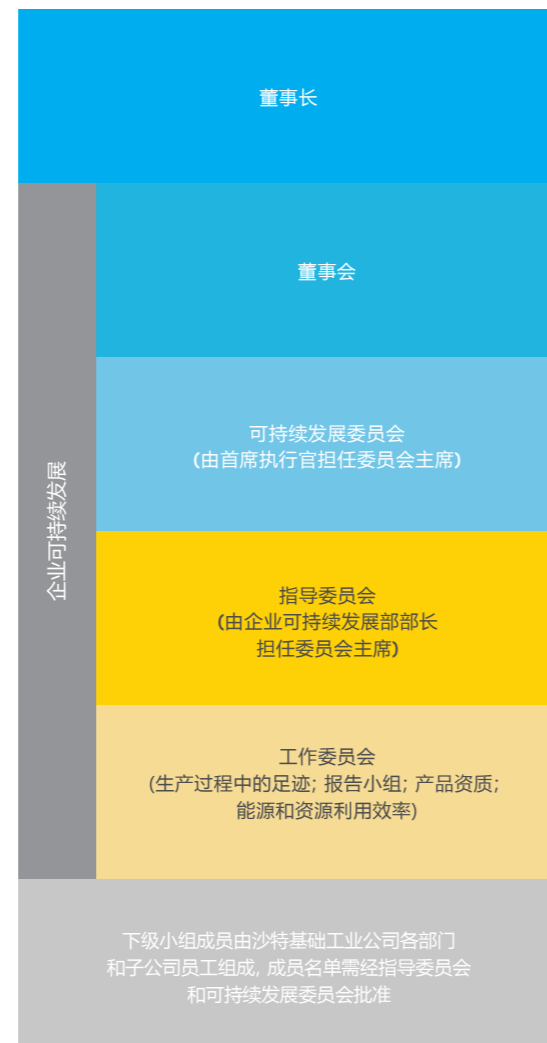 董事长
董事会
企业可持续发展
可持续发展委员会
(由首席执行官担任委员会主席)
指导委员会
(由企业可持续发展部部长
担任委员会主席)
工作委员会
(生产过程中的足迹; 报告小组; 产品资质;
能源和资源利用效率)
下级小组成员由沙特基础工业公司各部门
和子公司员工组成, 成员名单需经指导委员会
和可持续发展委员会批准